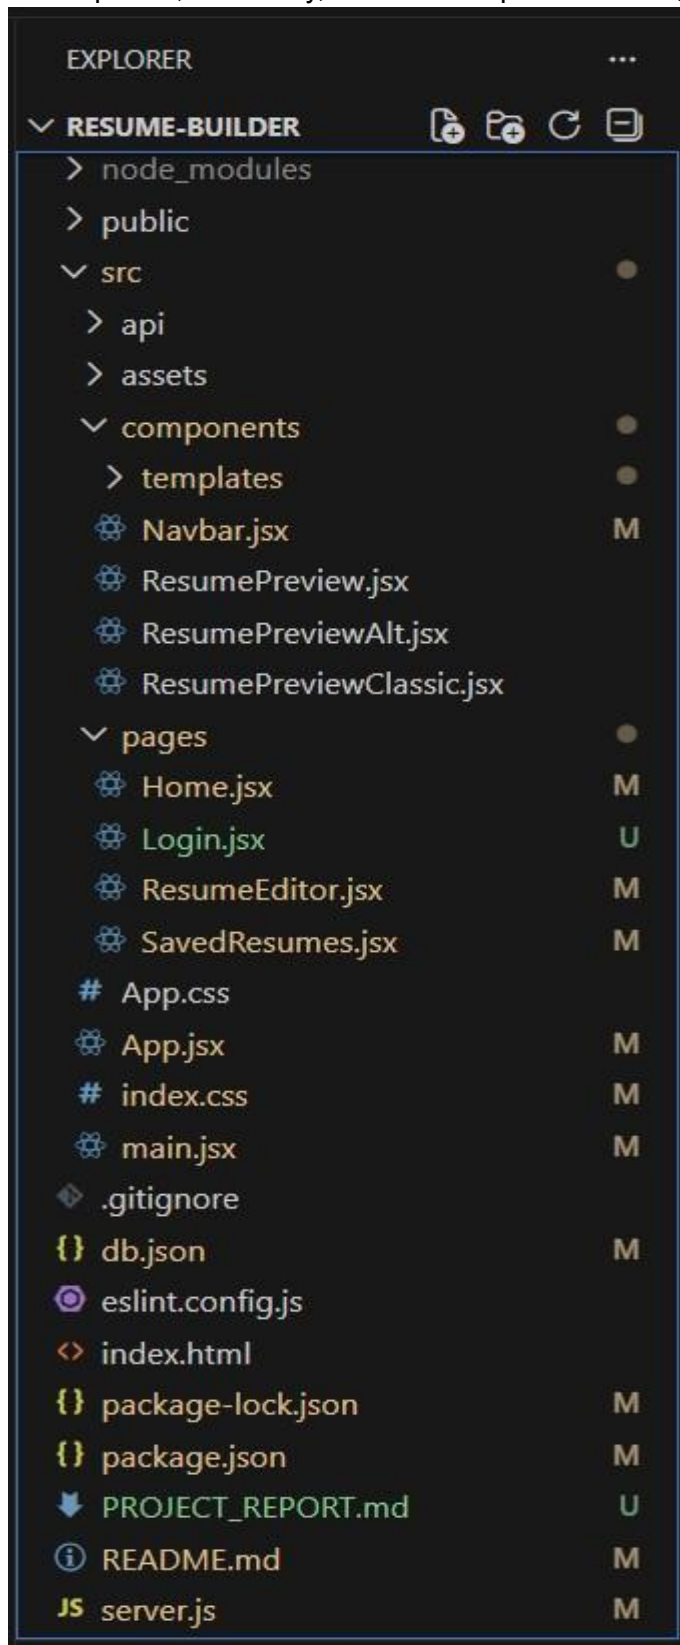 EXPLORER
RESUME-BUILDER
node_modules
public
src
api
assets
components
templates
Navbar.jsx M
ResumePreview.jsx
ResumePreviewAlt.jsx
ResumePreviewClassic.jsx
pages
Home.jsx M
Login.jsx U
ResumeEditor.jsx M
SavedResumes.jsx M
# App.css
App.jsx M
# index.css M
main.jsx M
.gitignore
{} db.json M
eslint.config.js
<> index.html
{} package-lock.json M
{} package.json M
PROJECT_REPORT.md U
README.md M
JS server.js M